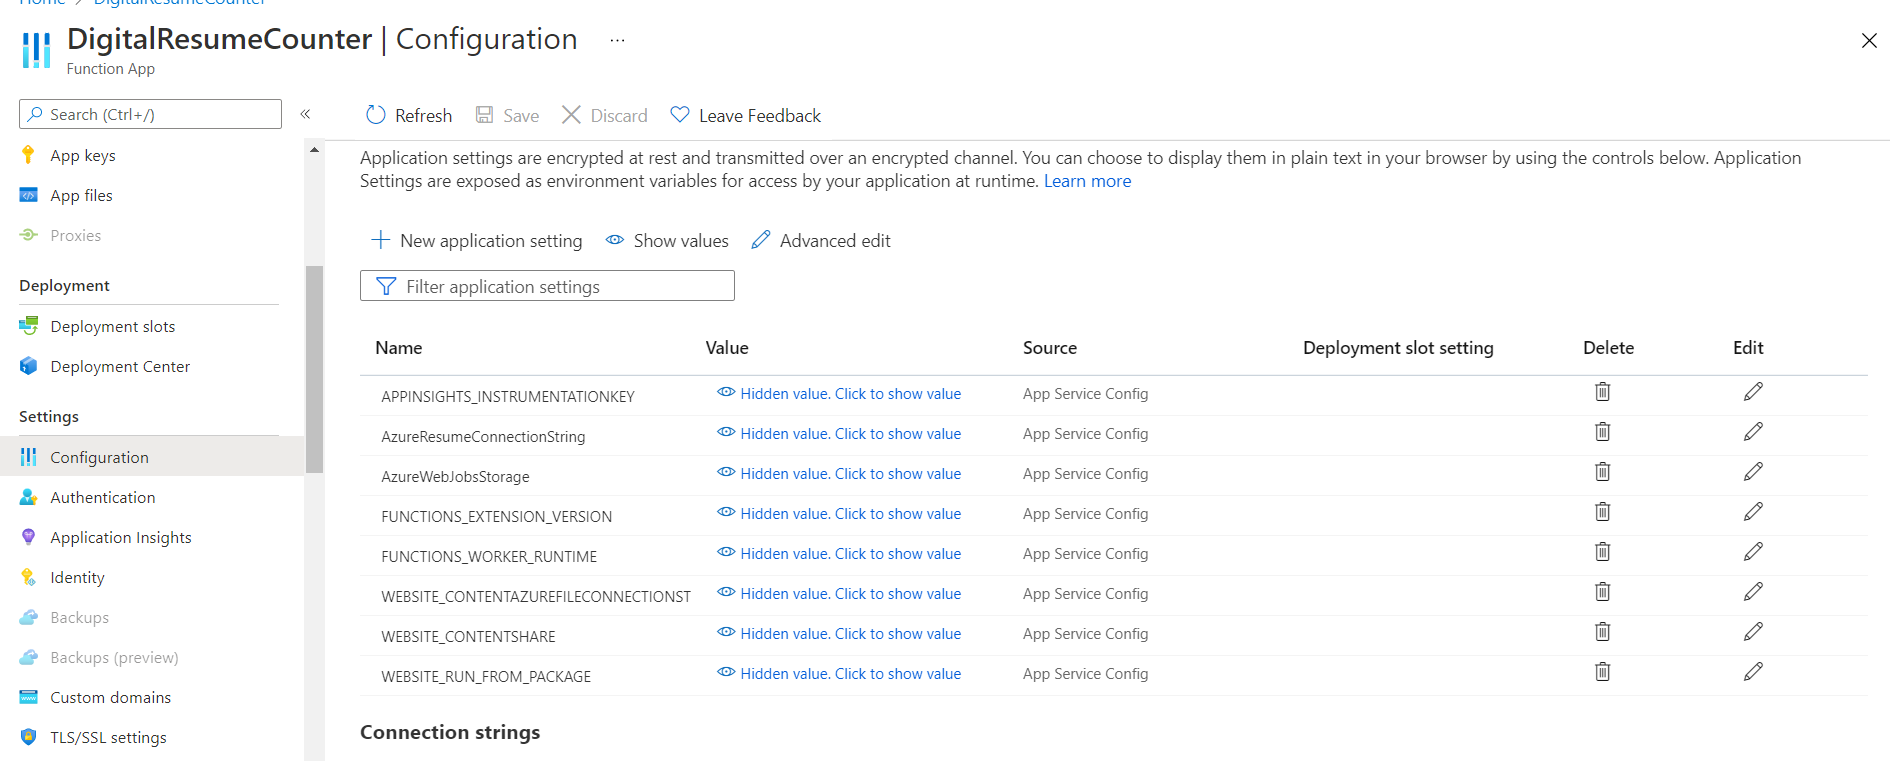 Home > DigitalResumeCounter
DigitalResumeCounter | Configuration ...
Function App
Search (Ctrl+/)
«
App keys
App files
Proxies
Deployment
Deployment slots
Deployment Center
Settings
Configuration
Authentication
Application Insights
Identity
Backups
Backups (preview)
Custom domains
TLS/SSL settings
Refresh Save Discard Leave Feedback
Application settings are encrypted at rest and transmitted over an encrypted channel. You can choose to display them in plain text in your browser by using the controls below. Application
Settings are exposed as environment variables for access by your application at runtime. Learn more
New application setting Show values Advanced edit
Filter application settings
Name Value Source Deployment slot setting Delete Edit
APPINSIGHTS_INSTRUMENTATIONKEY Hidden value. Click to show value App Service Config
AzureResumeConnectionString Hidden value. Click to show value App Service Config
AzureWebJobsStorage Hidden value. Click to show value App Service Config
FUNCTIONS_EXTENSION_VERSION Hidden value. Click to show value App Service Config
FUNCTIONS_WORKER_RUNTIME Hidden value. Click to show value App Service Config
WEBSITE_CONTENTAZUREFILECONNECTIONST Hidden value. Click to show value App Service Config
WEBSITE_CONTENTSHARE Hidden value. Click to show value App Service Config
WEBSITE_RUN_FROM_PACKAGE Hidden value. Click to show value App Service Config
Connection strings